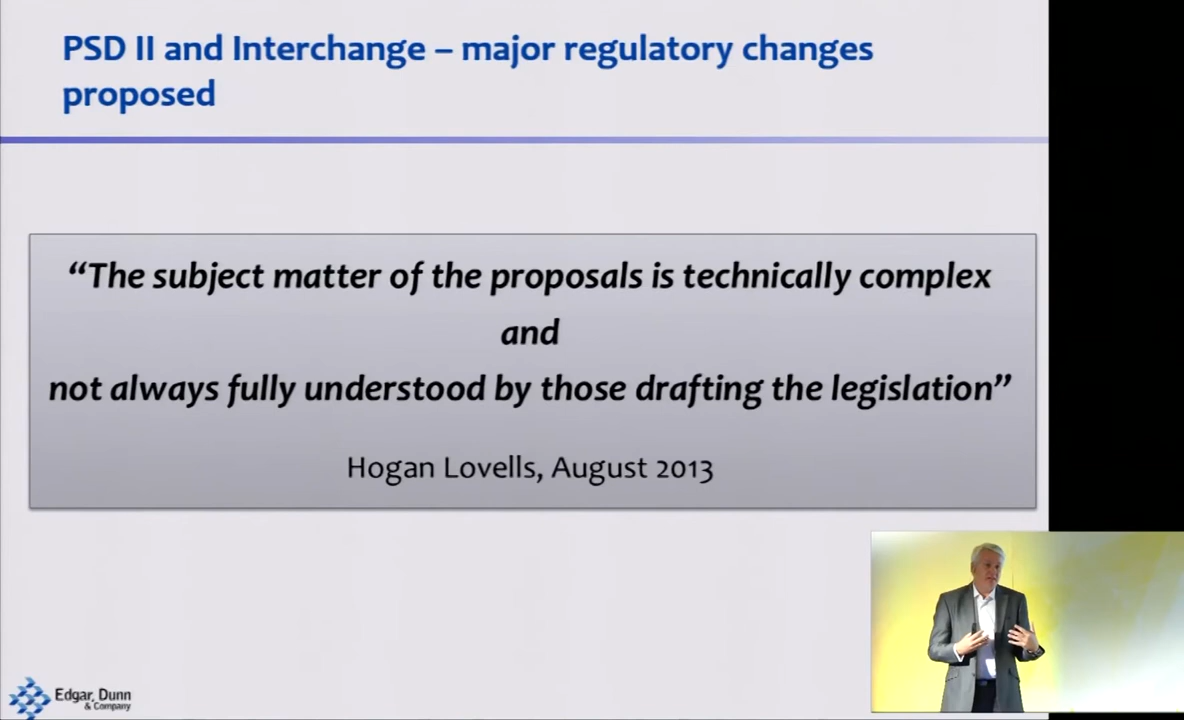 PSD II and Interchange – major regulatory changes
proposed
“The subject matter of the proposals is technically complex
and
not always fully understood by those drafting the legislation”
Hogan Lovells, August 2013
Edgar, Dunn
& Company